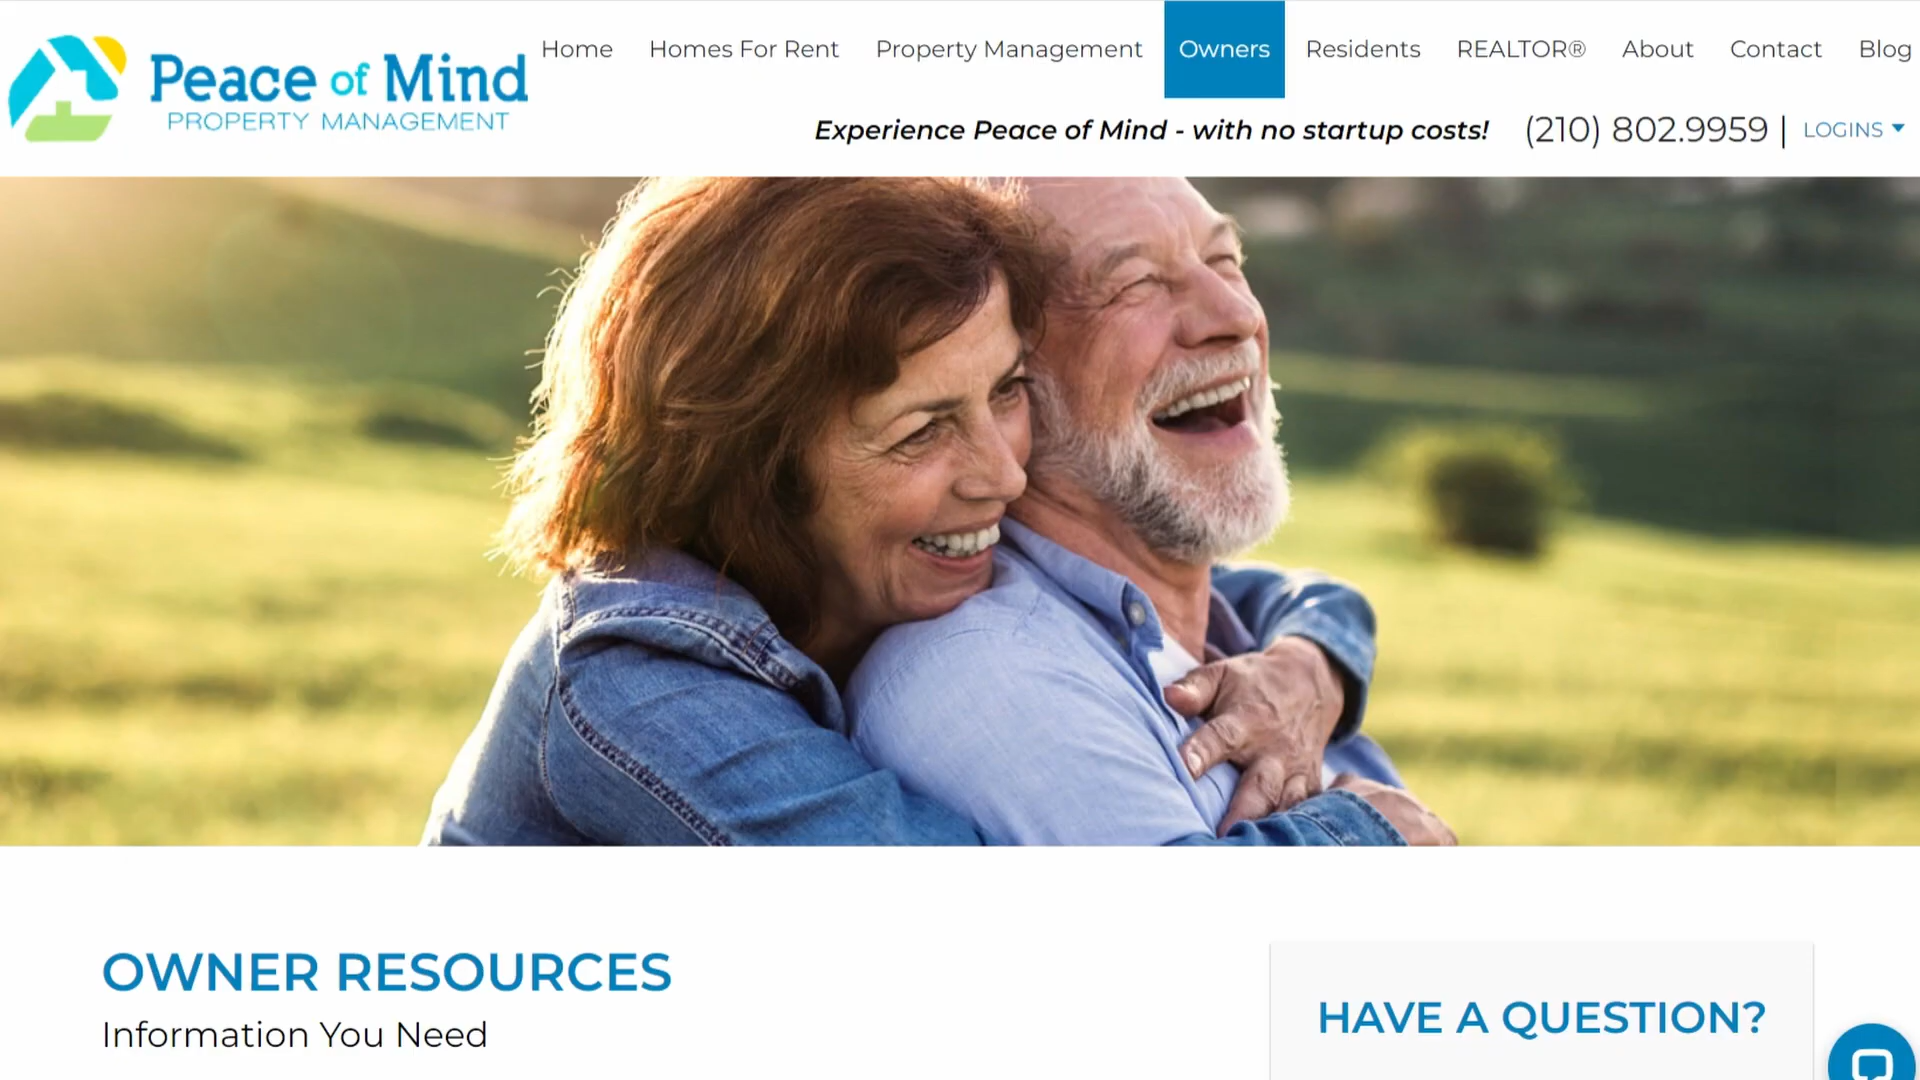 Peace of Mind
PROPERTY MANAGEMENT
Home Homes For Rent Property Management Owners Residents REALTOR® About Contact Blog
Experience Peace of Mind - with no startup costs! (210) 802.9959 | LOGINS
OWNER RESOURCES
Information You Need
HAVE A QUESTION?